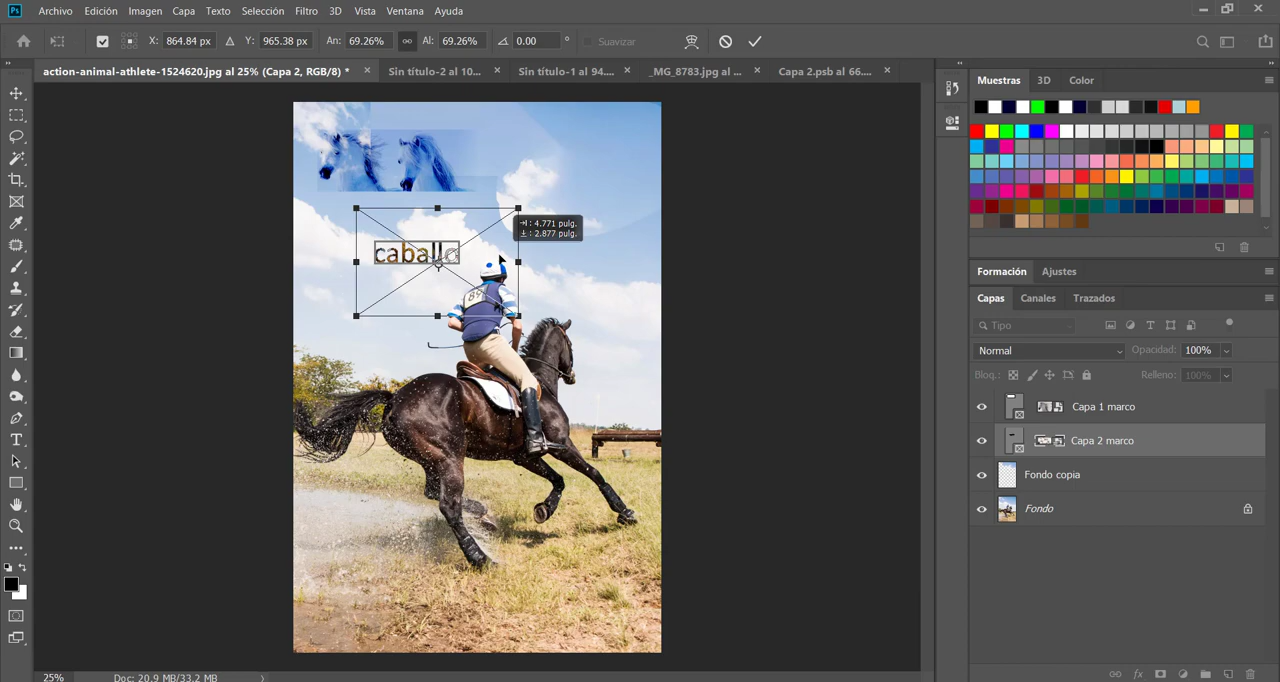 Ps Archivo Edición Imagen Capa Texto Selección Filtro 3D Vista Ventana Ayuda
X: 864.84 px Y: 965.38 px An: 69.26% Al: 69.26% 0.00 ° Suavizar
action-animal-athlete-1524620.jpg al 25% (Capa 2, RGB/8) * Sin título-2 al 10... Sin título-1 al 94.... _MG_8783.jpg al ... Capa 2.psb al 66....
Muestras 3D Color
H: 4.771 pulg.
: 2.877 pulg.
caballo
89
Formación Ajustes
Capas Canales Trazados
Tipo
Normal Opacidad: 100%
Bloq.: Relleno: 100%
Capa 1 marco
Capa 2 marco
Fondo copia
Fondo
25% Doc: 20.9 MB/33.2 MB